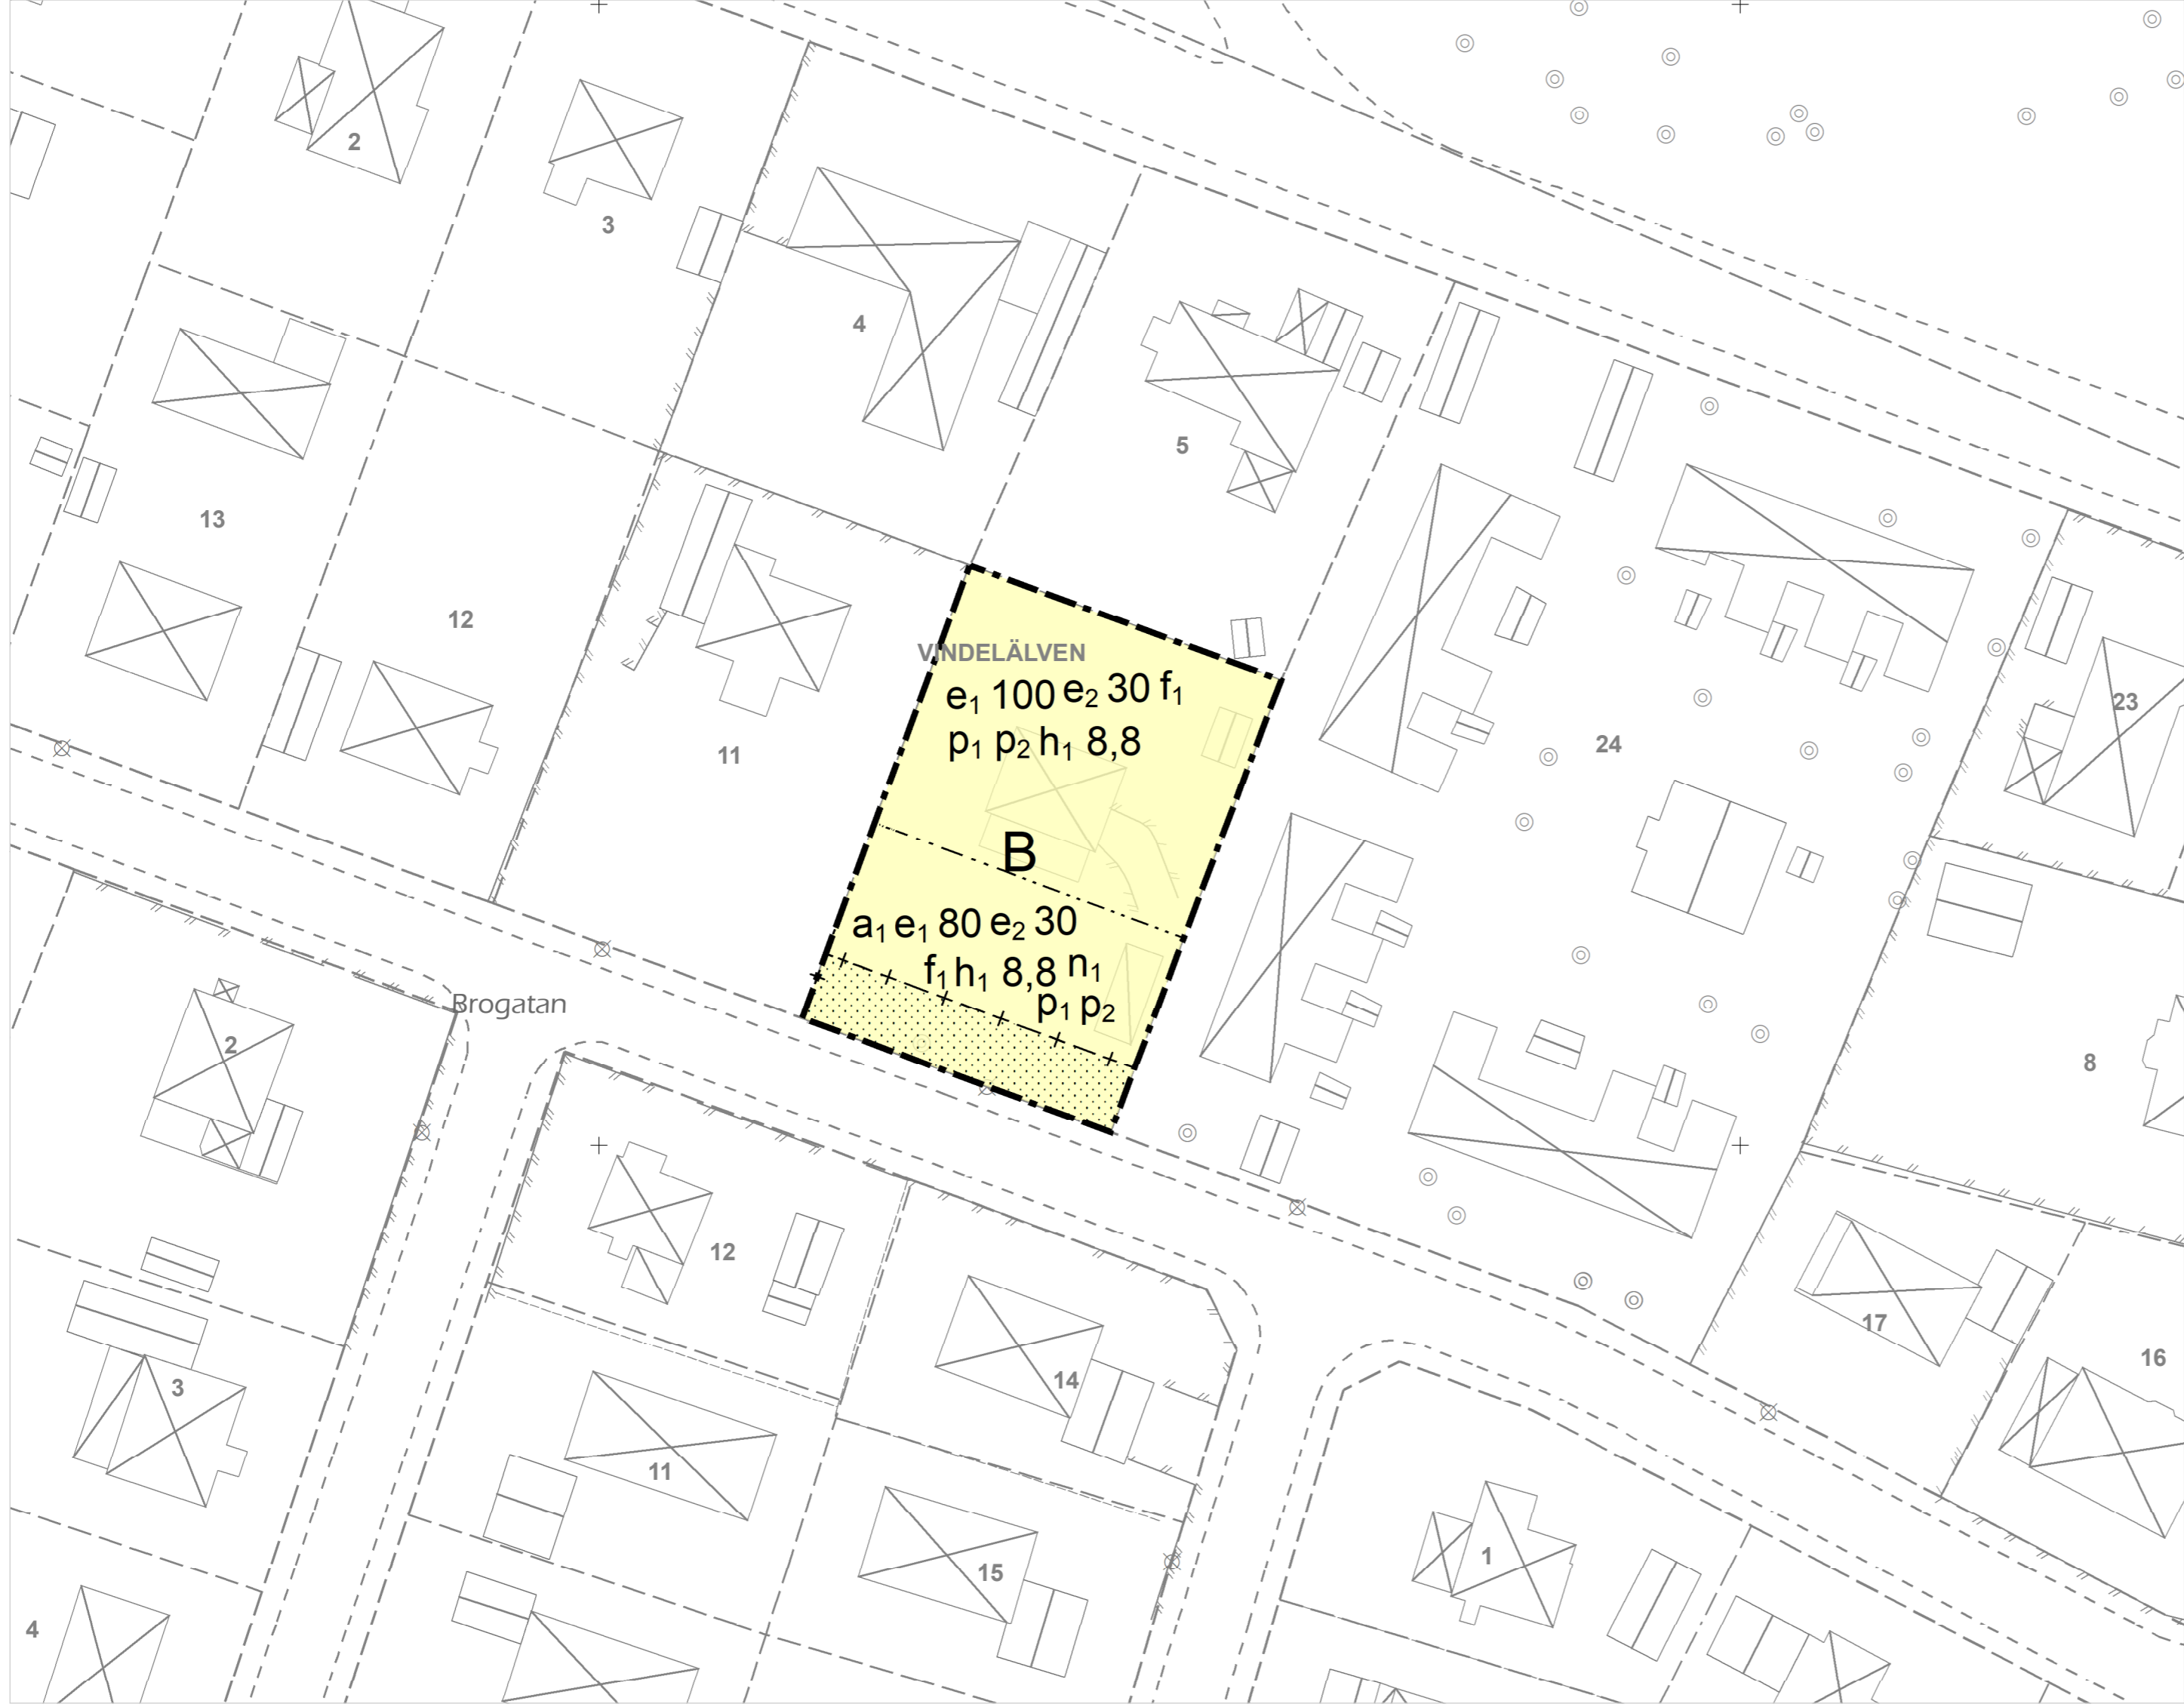 2
3
4
5
13
12
VINDELÄLVEN
e₁ 100 e₂ 30 f₁
p₁ p₂ h₁ 8,8
11
24
23
B
a₁ e₁ 80 e₂ 30
f₁ h₁ 8,8 n₁
p₁ p₂
Brogatan
2
8
12
17
16
14
3
11
15
1
4